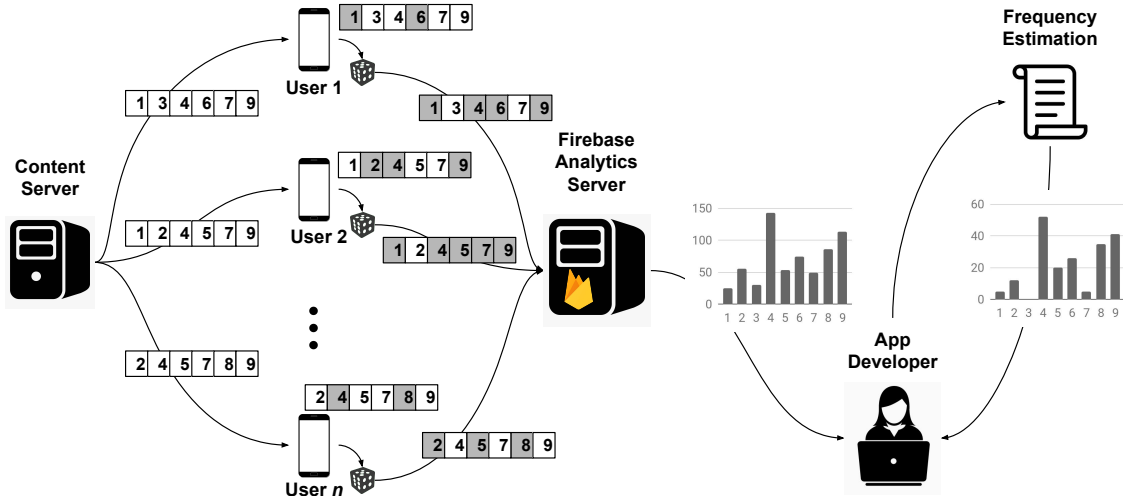 Content
Server
1 3 4 6 7 9
1 2 4 5 7 9
2 4 5 7 8 9
1 3 4 6 7 9
User 1
1 3 4 6 7 9
1 2 4 5 7 9
User 2
1 2 4 5 7 9
2 4 5 7 8 9
User n
2 4 5 7 8 9
Firebase
Analytics
Server
150
100
50
0
1 2 3 4 5 6 7 8 9
Frequency
Estimation
60
40
20
0
1 2 3 4 5 6 7 8 9
App
Developer